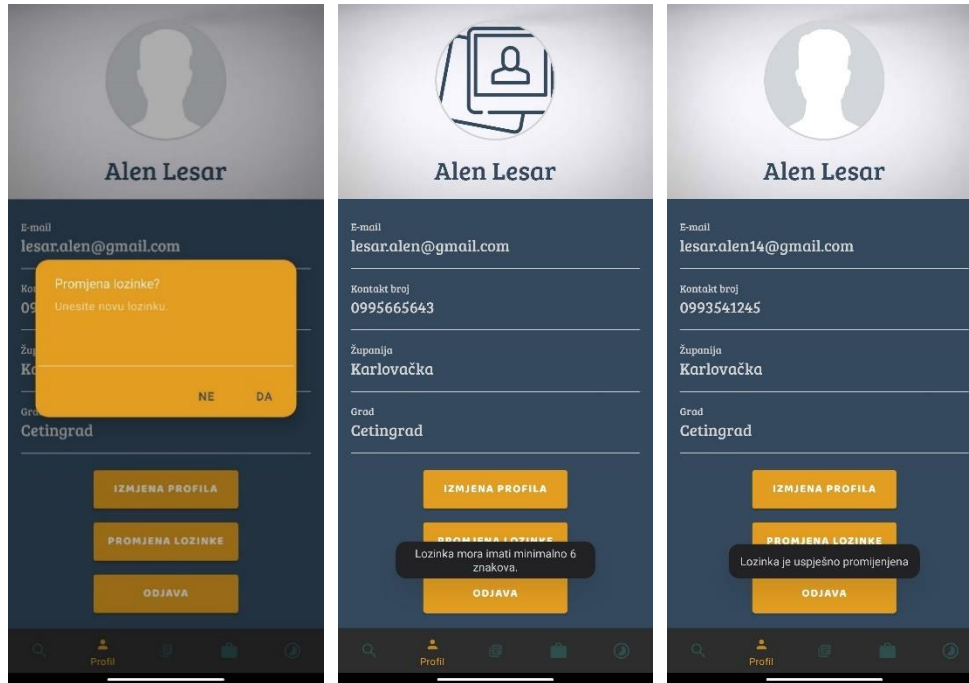 Alen Lesar
E-mail
lesar.alen@gmail.com
Promjena lozinke?
Unesite novu lozinku.
NE DA
Cetingrad
IZMJENA PROFILA
PROMJENA LOZINKE
ODJAVA
Profil
Alen Lesar
E-mail
lesar.alen@gmail.com
Kontakt broj
0995665643
Županija
Karlovačka
Grad
Cetingrad
IZMJENA PROFILA
PROMJENA LOZINKE
Lozinka mora imati minimalno 6
znakova.
ODJAVA
Profil
Alen Lesar
E-mail
lesar.alen14@gmail.com
Kontakt broj
0993541245
Županija
Karlovačka
Grad
Cetingrad
IZMJENA PROFILA
PROMJENA LOZINKE
Lozinka je uspješno promijenjena
ODJAVA
Profil